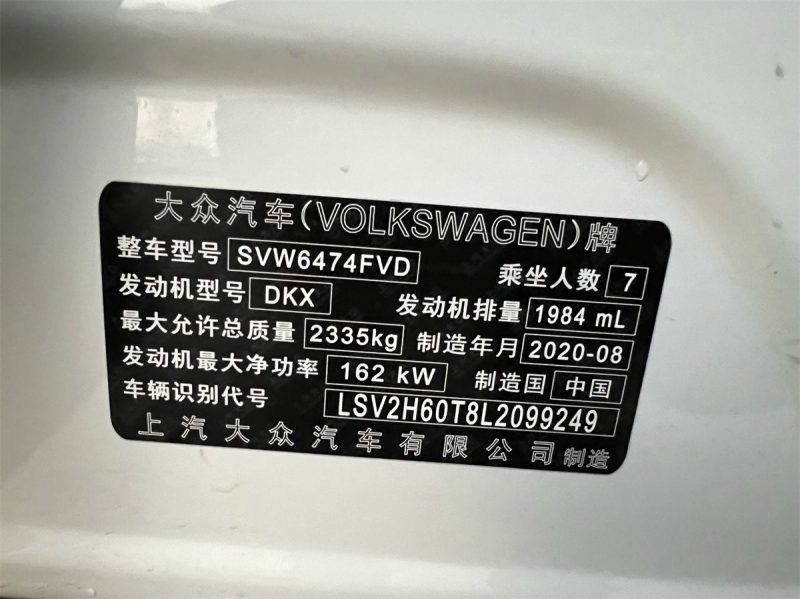 大众汽车(VOLKSWAGEN)牌
整车型号 SVW6474FVD 乘坐人数 7
发动机型号 DKX 发动机排量 1984 mL
最大允许总质量 2335kg 制造年月 2020-08
发动机最大净功率 162 kW 制造国 中国
车辆识别代号 LSV2H60T8L2099249
上汽大众汽车有限公司 制造